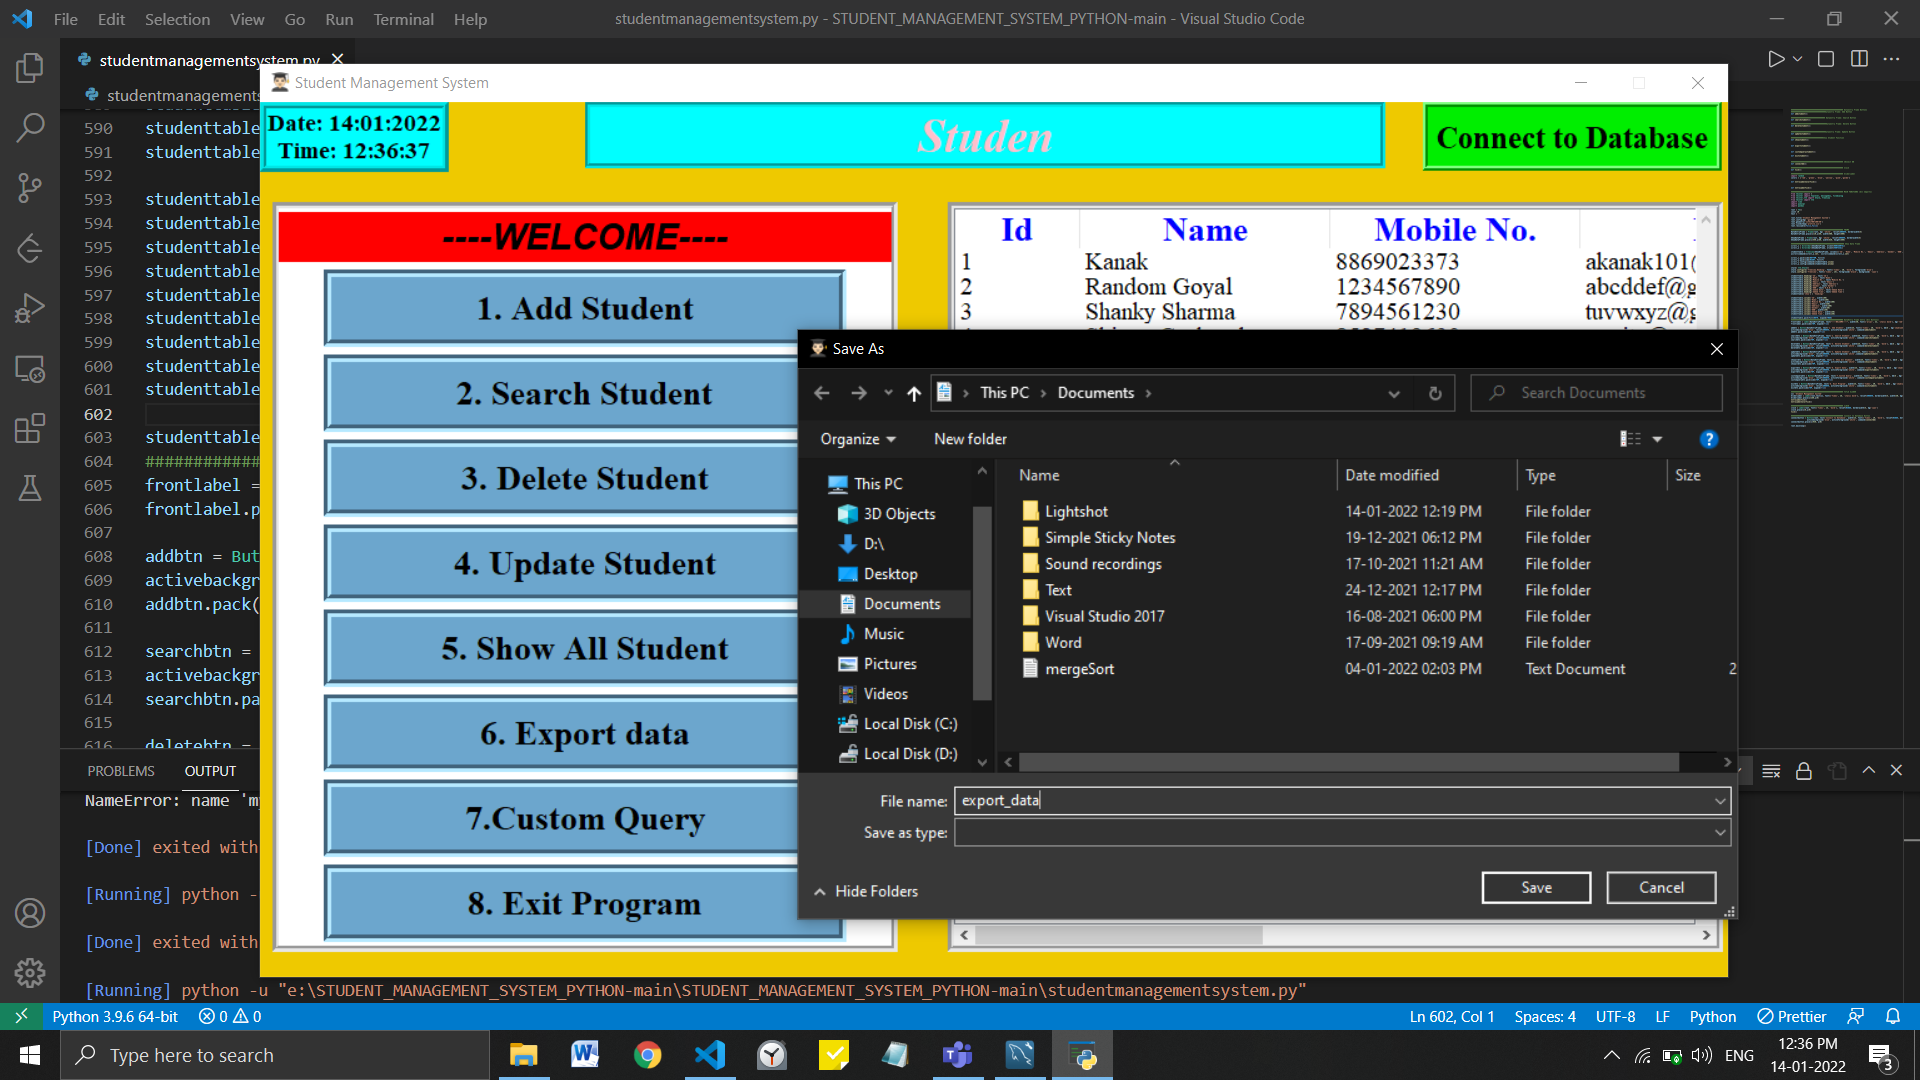 File Edit Selection View Go Run Terminal Help
studentmanagementsystem.py - STUDENT_MANAGEMENT_SYSTEM_PYTHON-main - Visual Studio Code
studentmanagementsystem.py
studentmanagements
Student Management System
Date: 14:01:2022
Time: 12:36:37
Studen
Connect to Database
590 studenttable
591 studenttable
592
593 studenttable
594 studenttable
595 studenttable
596 studenttable
597 studenttable
598 studenttable
599 studenttable
600 studenttable
601 studenttable
602
603 studenttable
604 #############
605 frontlabel =
606 frontlabel.p
607
608 addbtn = But
609 activebackgr
610 addbtn.pack(
611
612 searchbtn =
613 activebackgr
614 searchbtn.pa
615
616 deletebtn =
----WELCOME----
1. Add Student
2. Search Student
3. Delete Student
4. Update Student
5. Show All Student
6. Export data
7.Custom Query
8. Exit Program
Id Name Mobile No.
1 Kanak 8869023373 akanak101@
2 Random Goyal 1234567890 abcddef@g
3 Shanky Sharma 7894561230 tuvwxyz@g
Save As
This PC Documents
Search Documents
Organize New folder
This PC
3D Objects
D:\
Desktop
Documents
Music
Pictures
Videos
Local Disk (C:)
Local Disk (D:)
Name Date modified Type Size
Lightshot 14-01-2022 12:19 PM File folder
Simple Sticky Notes 19-12-2021 06:12 PM File folder
Sound recordings 17-10-2021 11:21 AM File folder
Text 24-12-2021 12:17 PM File folder
Visual Studio 2017 16-08-2021 06:00 PM File folder
Word 17-09-2021 09:19 AM File folder
mergeSort 04-01-2022 02:03 PM Text Document 2
File name: export_data
Save as type:
Hide Folders
Save
Cancel
PROBLEMS OUTPUT
NameError: name 'm
[Done] exited with
[Running] python -
[Done] exited with
[Running] python -u "e:\STUDENT_MANAGEMENT_SYSTEM_PYTHON-main\STUDENT_MANAGEMENT_SYSTEM_PYTHON-main\studentmanagementsystem.py"
Python 3.9.6 64-bit 0 0
Ln 602, Col 1 Spaces: 4 UTF-8 LF Python Prettier
Type here to search
ENG
12:36 PM
14-01-2022
3